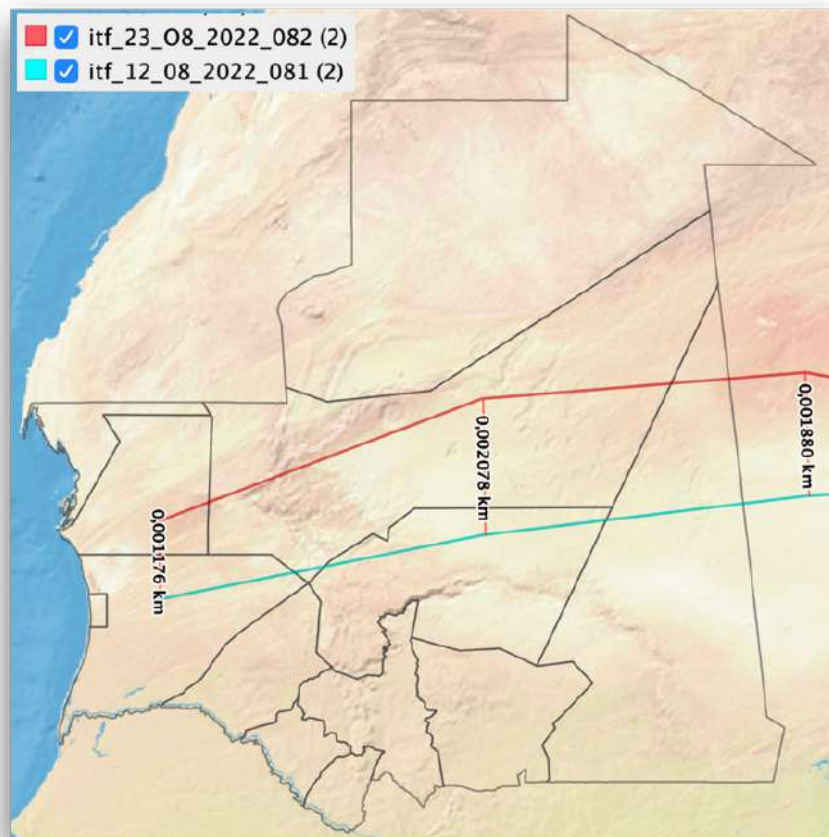 itf_23_O8_2022_082 (2)
itf_12_08_2022_081 (2)
0,001176 km
0,002078 km
0,001880 km